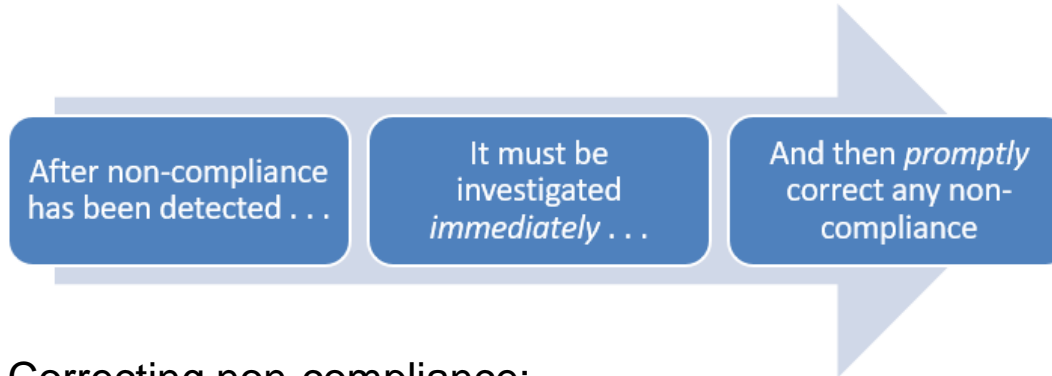 After non-compliance
has been detected . . .
It must be
investigated
immediately . . .
And then promptly
correct any non-
compliance
Correcting non-compliance: